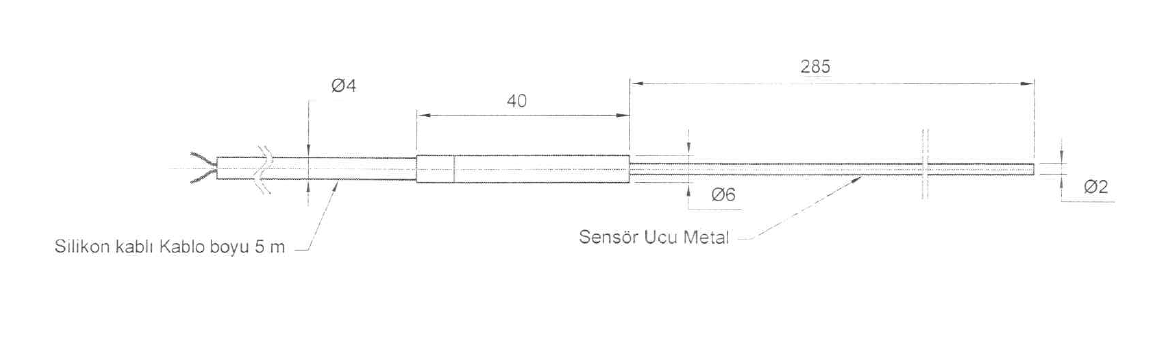 285
Ø4
40
Ø6
Ø2
Sensör Ucu Metal
Silikon kablı Kablo boyu 5 m